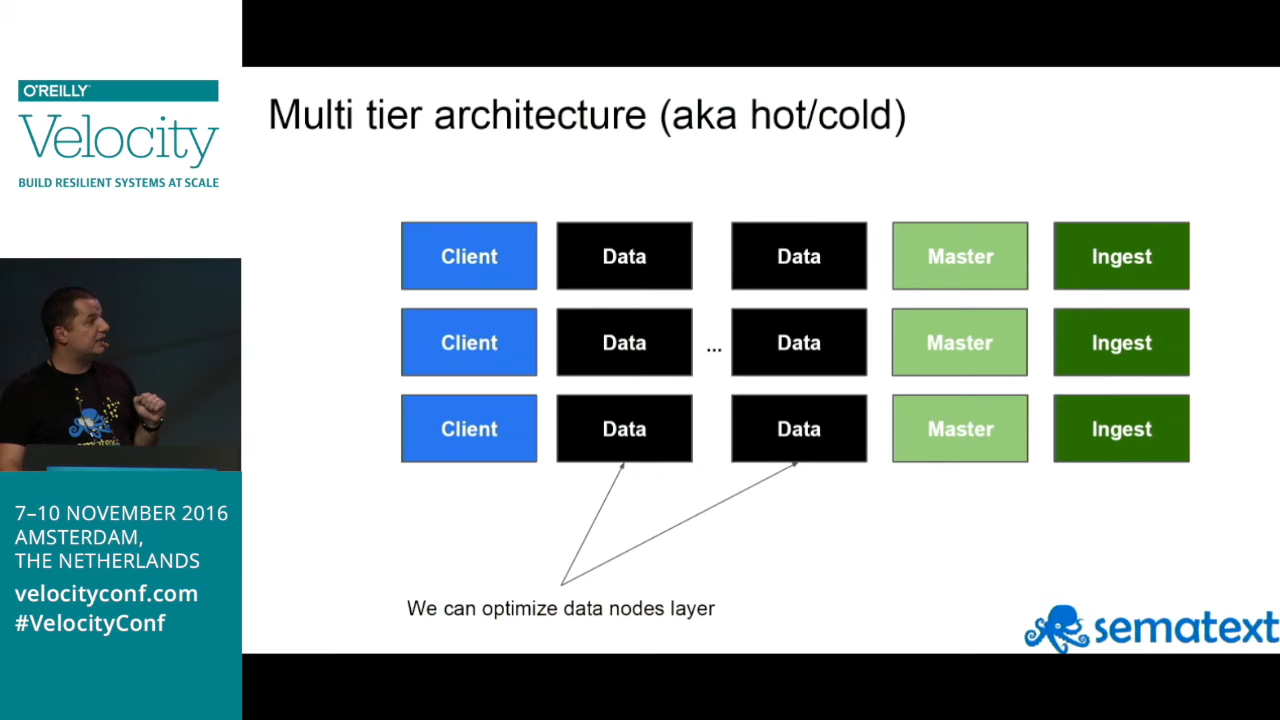 O'REILLY
Velocity
BUILD RESILIENT SYSTEMS AT SCALE
7–10 NOVEMBER 2016
AMSTERDAM,
THE NETHERLANDS
velocityconf.com
#VelocityConf
Multi tier architecture (aka hot/cold)
Client Data Data Master Ingest
Client Data ... Data Master Ingest
Client Data Data Master Ingest
We can optimize data nodes layer
sematext